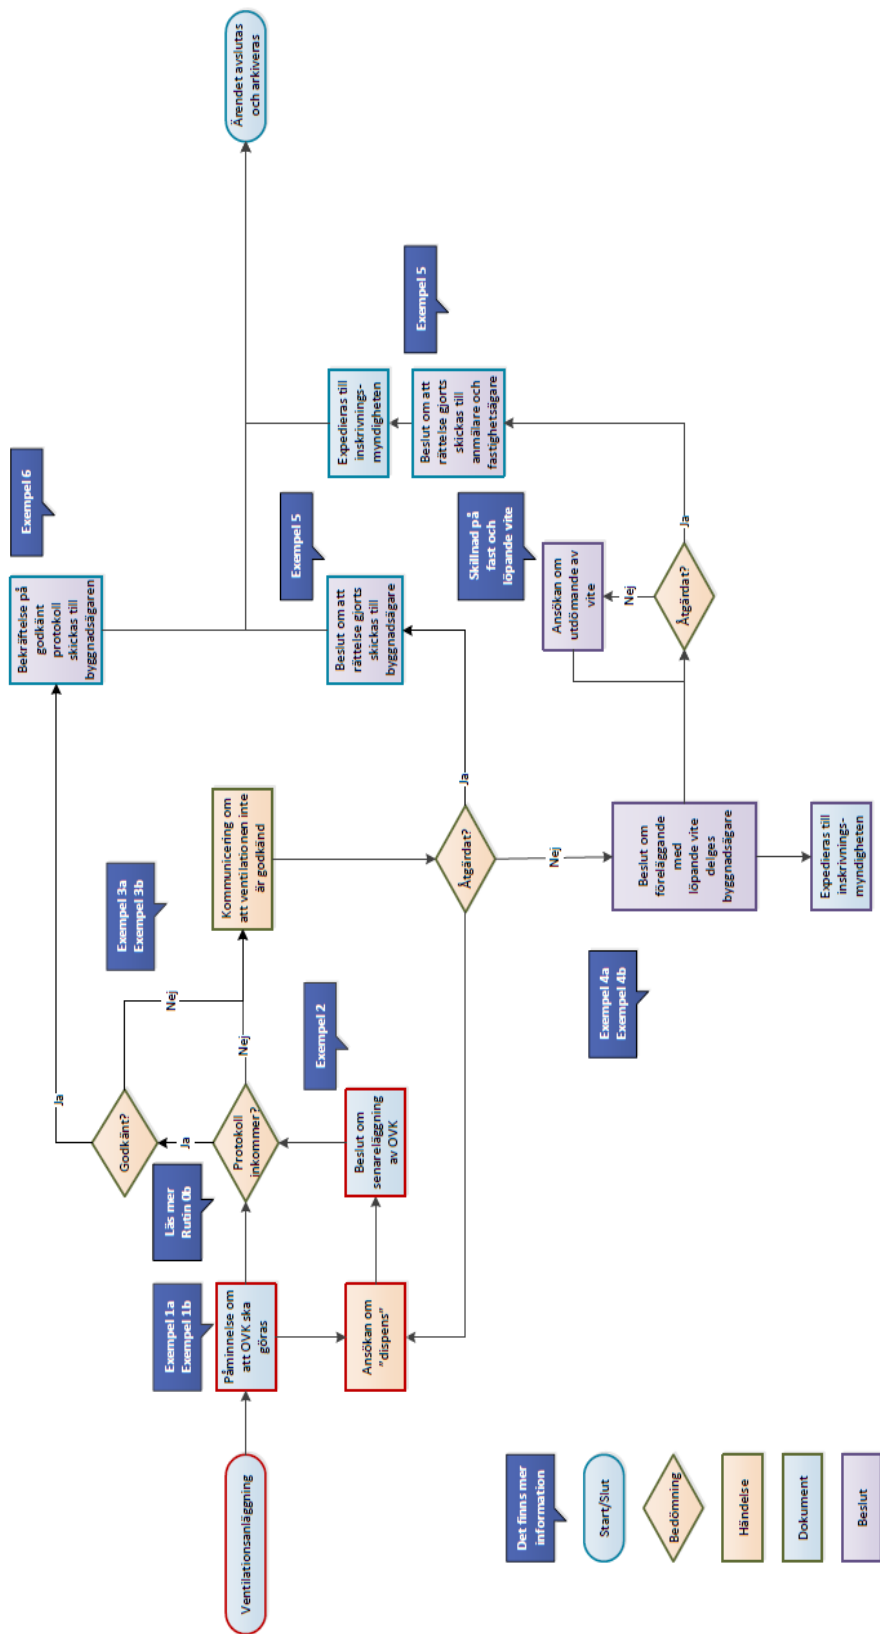 Ventilationsanläggning
Exempel 1a
Exempel 1b
Påminnelse om
att OVK ska
göras
Ansökan om
"dispens"
Läs mer
Rutin 0b
Godkänt?
Ja
Nej
Ja
Protokoll
inkommer?
Nej
Beslut om
senareläggning
av OVK
Exempel 2
Exempel 3a
Exempel 3b
Kommunicering om
att ventilationen inte
är godkänd
Åtgärdat?
Ja
Nej
Exempel 4a
Exempel 4b
Beslut om
föreläggande
med
löpande vite
delges
byggnadsägare
Expedieras till
inskrivnings-
myndigheten
Exempel 6
Bekräftelse på
godkänt
protokoll
skickas till
byggnadsägaren
Exempel 5
Beslut om att
rättelse gjorts
skickas till
byggnadsägare
Skillnad på
fast och
löpande vite
Ansökan om
utdömande av
vite
Nej
Åtgärdat?
Ja
Exempel 5
Beslut om att
rättelse gjorts
skickas till
anmälare och
fastighetsägare
Expedieras till
inskrivnings-
myndigheten
Ärendet avslutas
och arkiveras
Det finns mer
information
Start/Slut
Bedömning
Händelse
Dokument
Beslut